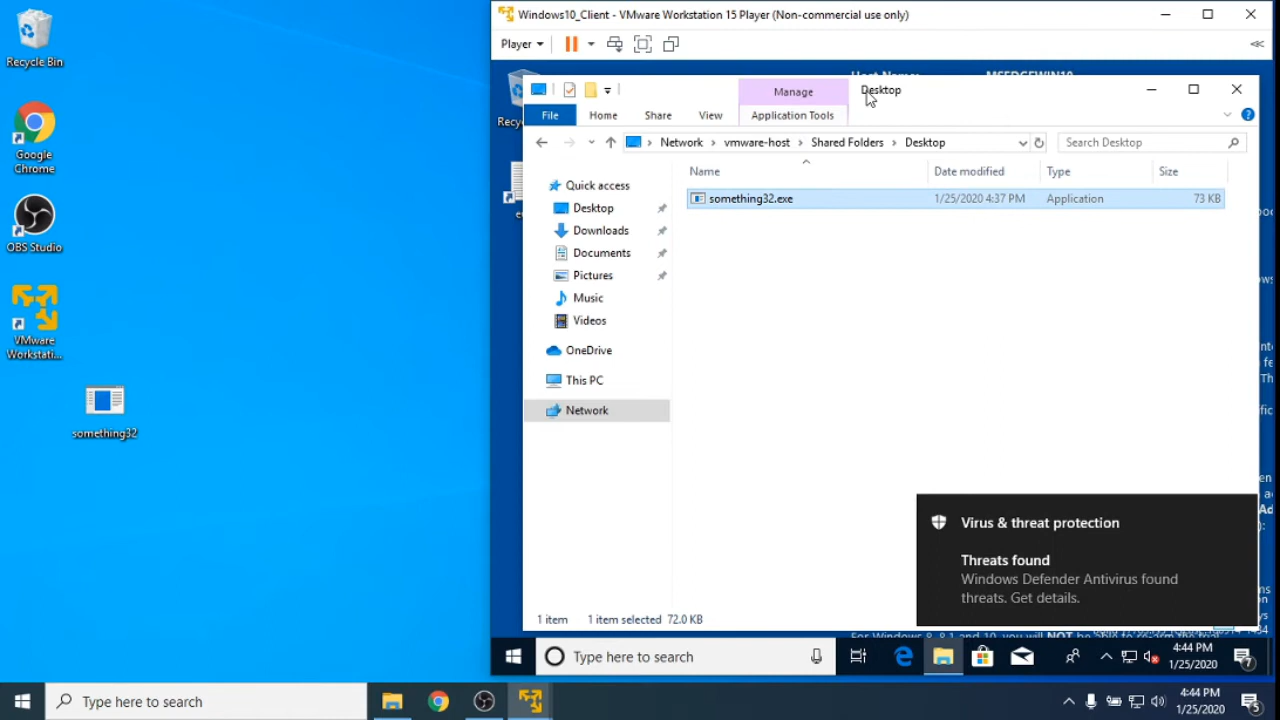 Recycle Bin
Google
Chrome
OBS Studio
VMware
Workstati...
something32
Windows10_Client - VMware Workstation 15 Player (Non-commercial use only)
Player
Manage
Desktop
File
Home
Share
View
Application Tools
Network
vmware-host
Shared Folders
Desktop
Search Desktop
Name
Date modified
Type
Size
something32.exe
1/25/2020 4:37 PM
Application
73 KB
Quick access
Desktop
Downloads
Documents
Pictures
Music
Videos
OneDrive
This PC
Network
Virus & threat protection
Threats found
Windows Defender Antivirus found
threats. Get details.
1 item
1 item selected
72.0 KB
Type here to search
4:44 PM
1/25/2020
7
Type here to search
4:44 PM
1/25/2020
5